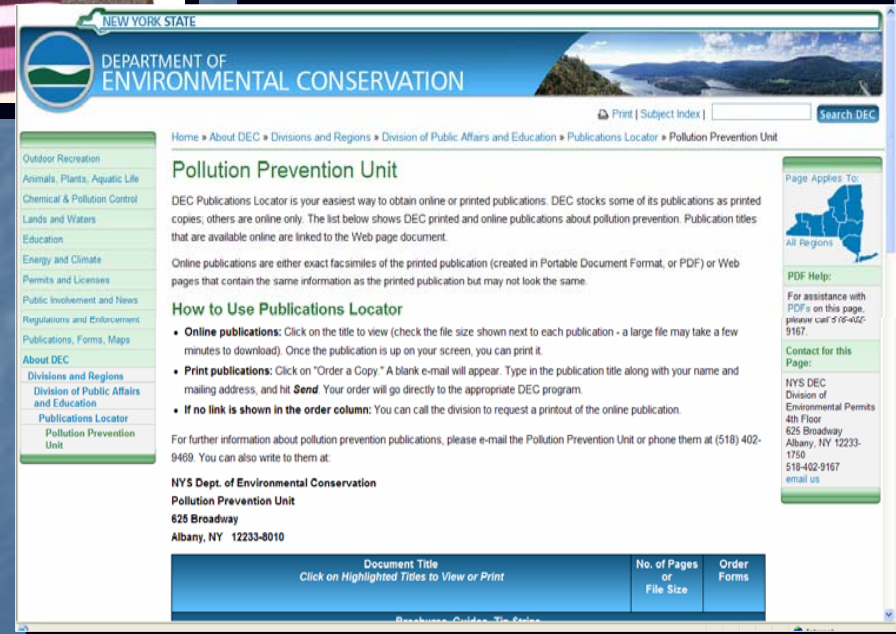 NEW YORK STATE
DEPARTMENT OF
ENVIRONMENTAL CONSERVATION
Print | Subject Index |
Search DEC
Home » About DEC » Divisions and Regions » Division of Public Affairs and Education » Publications Locator » Pollution Prevention Unit
Outdoor Recreation
Animals, Plants, Aquatic Life
Chemical & Pollution Control
Lands and Waters
Education
Energy and Climate
Permits and Licenses
Public Involvement and News
Regulations and Enforcement
Publications, Forms, Maps
About DEC
Divisions and Regions
Division of Public Affairs
and Education
Publications Locator
Pollution Prevention
Unit
Pollution Prevention Unit
DEC Publications Locator is your easiest way to obtain online or printed publications. DEC stocks some of its publications as printed
copies; others are online only. The list below shows DEC printed and online publications about pollution prevention. Publication titles
that are available online are linked to the Web page document.
Online publications are either exact facsimiles of the printed publication (created in Portable Document Format, or PDF) or Web
pages that contain the same information as the printed publication but may not look the same.
How to Use Publications Locator
• Online publications: Click on the title to view (check the file size shown next to each publication - a large file may take a few
minutes to download). Once the publication is up on your screen, you can print it.
• Print publications: Click on "Order a Copy." A blank e-mail will appear. Type in the publication title along with your name and
mailing address, and hit Send. Your order will go directly to the appropriate DEC program.
• If no link is shown in the order column: You can call the division to request a printout of the online publication.
For further information about pollution prevention publications, please e-mail the Pollution Prevention Unit or phone them at (518) 402-
9469. You can also write to them at:
NYS Dept. of Environmental Conservation
Pollution Prevention Unit
625 Broadway
Albany, NY 12233-8010
Document Title
Click on Highlighted Titles to View or Print
No. of Pages
or
File Size
Order
Forms
Brochures, Guides, Tip Strips
Page Applies To:
All Regions
PDF Help:
For assistance with
PDFs on this page,
please call 518-402-
9167.
Contact for this
Page:
NYS DEC
Division of
Environmental Permits
4th Floor
625 Broadway
Albany, NY 12233-
1750
518-402-9167
email us